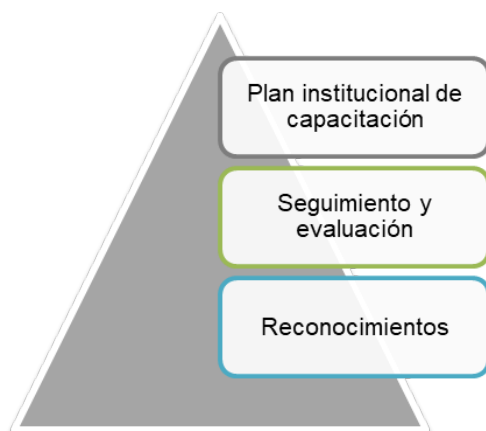 Plan institucional de
capacitación
Seguimiento y
evaluación
Reconocimientos